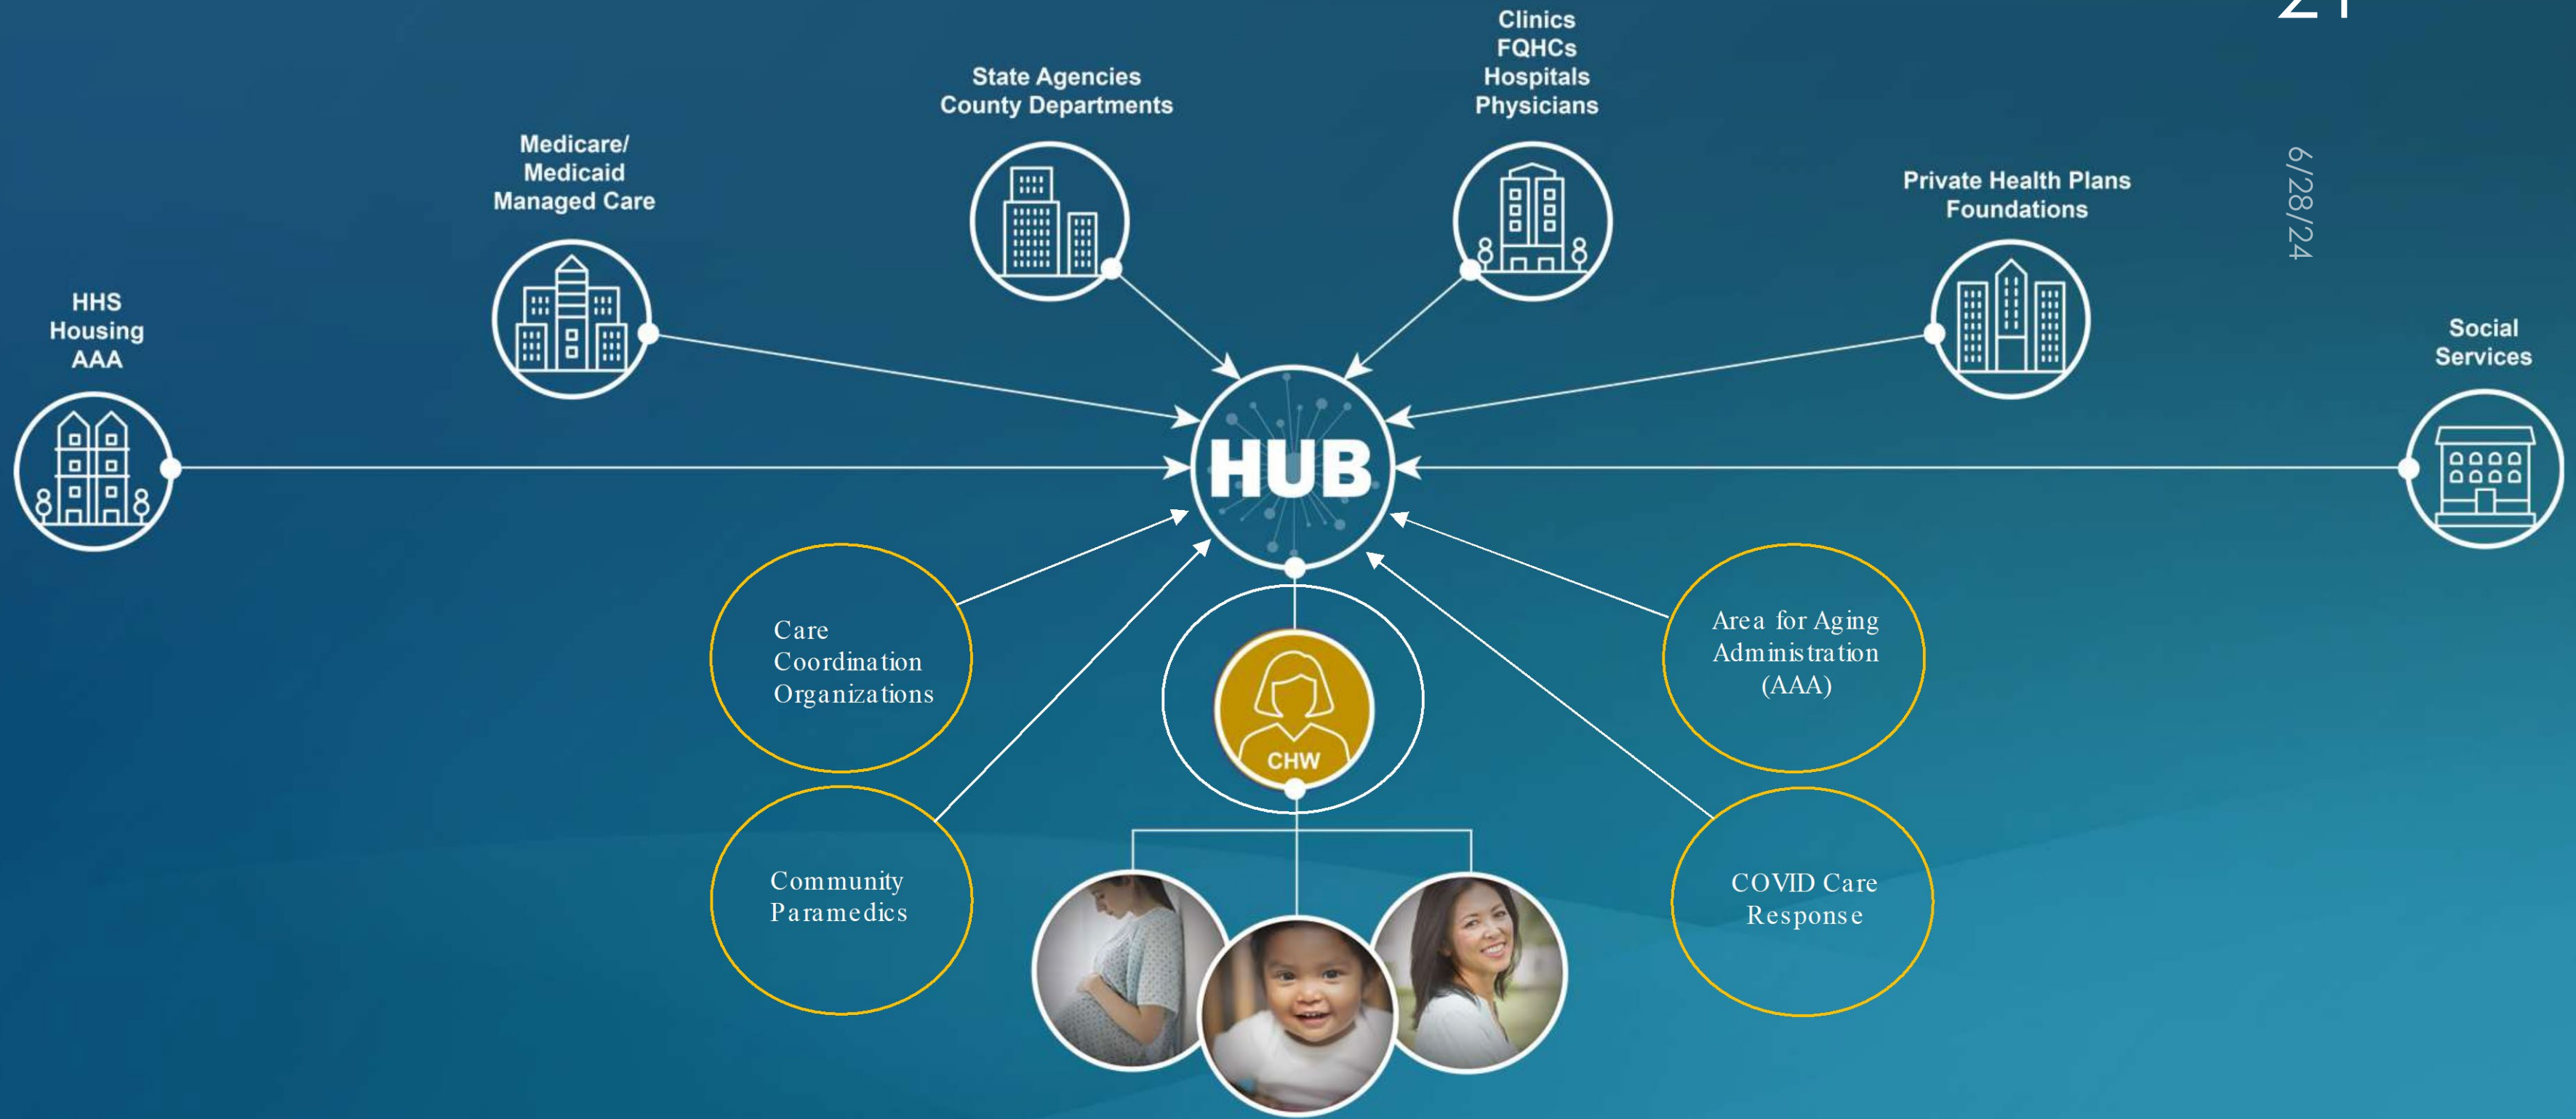 Clinics
FQHCs
Hospitals
Physicians
State Agencies
County Departments
Medicare/
Medicaid
Managed Care
Private Health Plans
Foundations
6/28/24
HHS
Housing
AAA
Social
Services
HUB
Care
Coordination
Organizations
Area for Aging
Administration
(AAA)
CHW
Community
Paramedics
COVID Care
Response